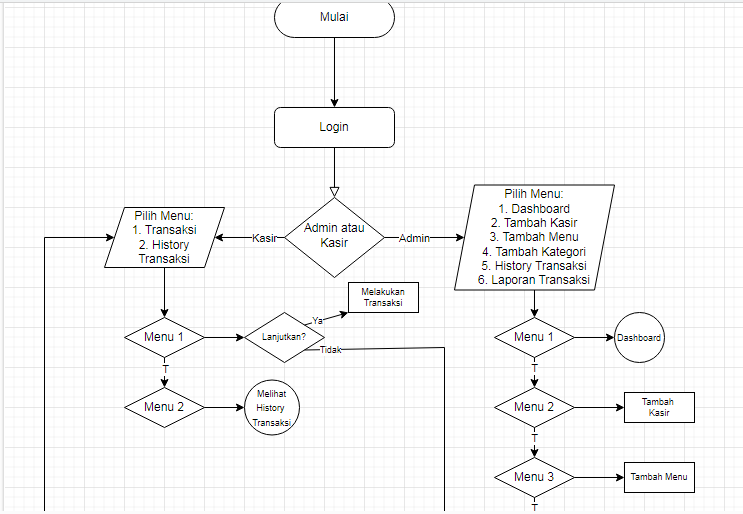 Mulai
Login
Admin atau
Kasir
Kasir
Admin
Pilih Menu:
1. Transaksi
2. History
Transaksi
Pilih Menu:
1. Dashboard
2. Tambah Kasir
3. Tambah Menu
4. Tambah Kategori
5. History Transaksi
6. Laporan Transaksi
Menu 1
Lanjutkan?
Ya
Melakukan
Transaksi
Tidak
T
Menu 2
Melihat
History
Transaksi
Menu 1
Dashboard
T
Menu 2
Tambah
Kasir
T
Menu 3
Tambah Menu
T